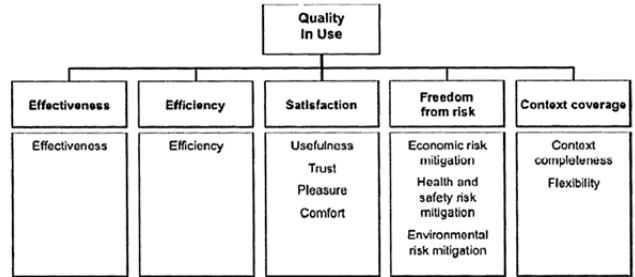 Quality
In Use
Effectiveness
Efficiency
Satisfaction
Freedom
from risk
Context coverage
Effectiveness
Efficiency
Usefulness
Trust
Pleasure
Comfort
Economic risk
mitigation
Health and
safety risk
mitigation
Environmental
risk mitigation
Context
completeness
Flexibility